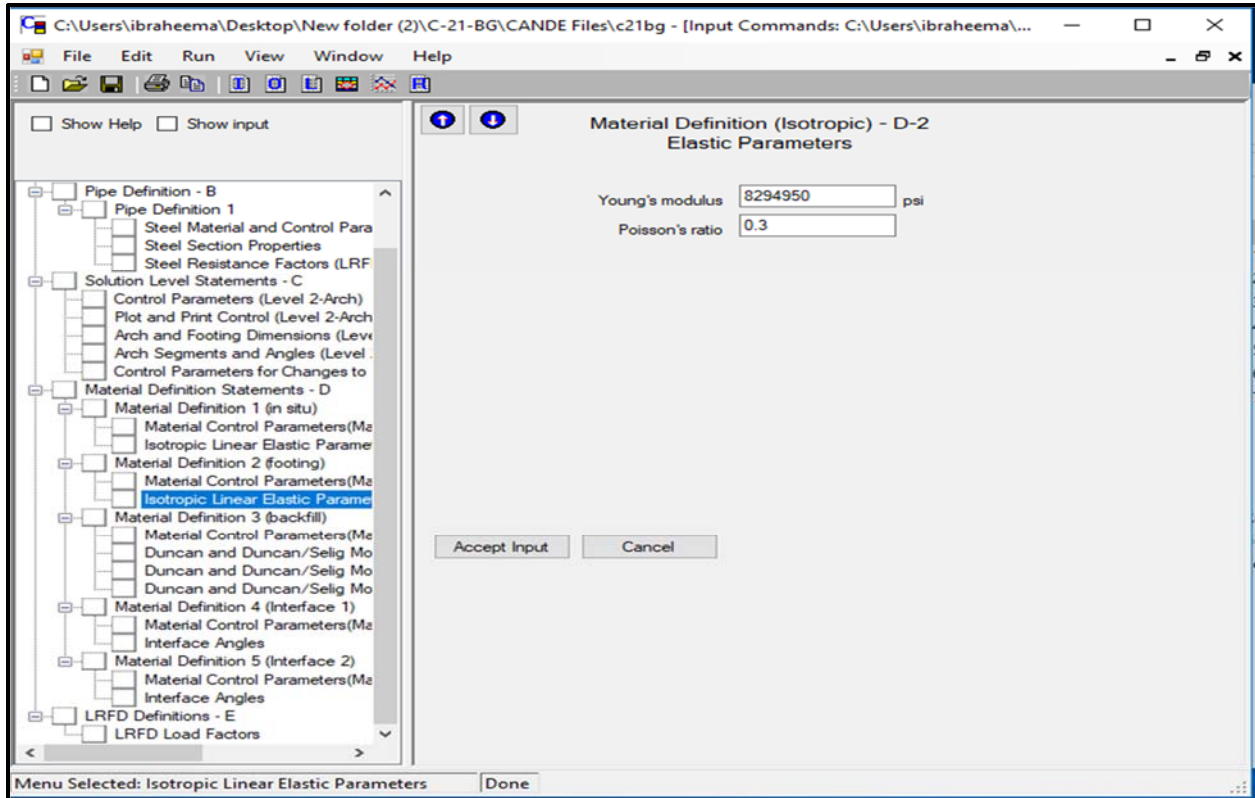 C:\Users\ibraheema\Desktop\New folder (2)\C-21-BG\CANDE Files\c21bg - [Input Commands: C:\Users\ibraheema\...
File Edit Run View Window Help
Show Help Show input
Pipe Definition - B
Pipe Definition 1
Steel Material and Control Para
Steel Section Properties
Steel Resistance Factors (LRF
Solution Level Statements - C
Control Parameters (Level 2-Arch)
Plot and Print Control (Level 2-Arch
Arch and Footing Dimensions (Leve
Arch Segments and Angles (Level
Control Parameters for Changes to
Material Definition Statements - D
Material Definition 1 (in situ)
Material Control Parameters(Ma
Isotropic Linear Elastic Parame
Material Definition 2 (footing)
Material Control Parameters(Ma
Isotropic Linear Elastic Parame
Material Definition 3 (backfill)
Material Control Parameters(Ma
Duncan and Duncan/Selig Mo
Duncan and Duncan/Selig Mo
Duncan and Duncan/Selig Mo
Material Definition 4 (Interface 1)
Material Control Parameters(Ma
Interface Angles
Material Definition 5 (Interface 2)
Material Control Parameters(Ma
Interface Angles
LRFD Definitions - E
LRFD Load Factors
Material Definition (Isotropic) - D-2
Elastic Parameters
Young's modulus 8294950 psi
Poisson's ratio 0.3
Accept Input Cancel
Menu Selected: Isotropic Linear Elastic Parameters Done